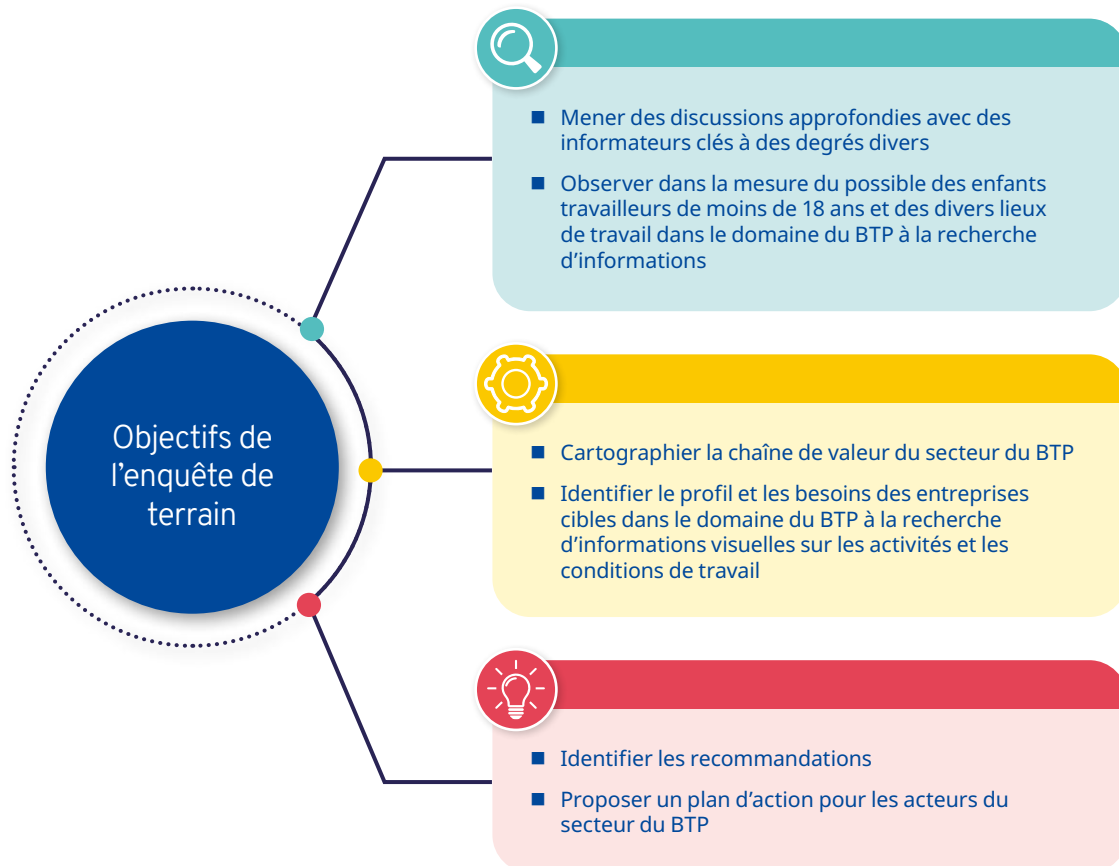 Objectifs de
l’enquête de
terrain
■ Mener des discussions approfondies avec des
informateurs clés à des degrés divers
■ Observer dans la mesure du possible des enfants
travailleurs de moins de 18 ans et des divers lieux
de travail dans le domaine du BTP à la recherche
d’informations
■ Cartographier la chaîne de valeur du secteur du BTP
■ Identifier le profil et les besoins des entreprises
cibles dans le domaine du BTP à la recherche
d’informations visuelles sur les activités et les
conditions de travail
■ Identifier les recommandations
■ Proposer un plan d’action pour les acteurs du
secteur du BTP